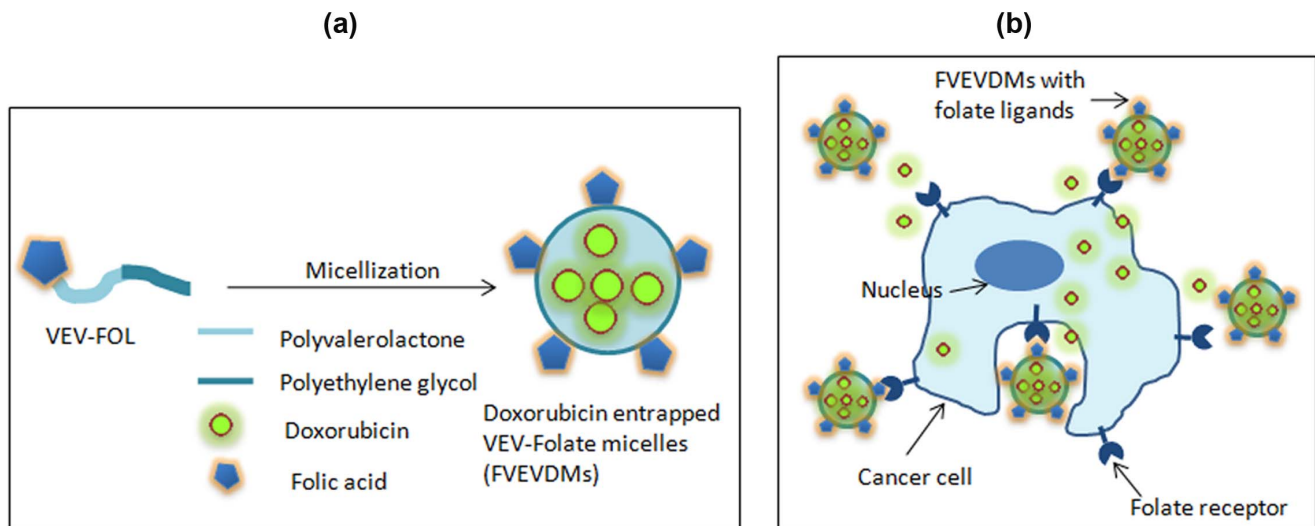 (a)
Micellization
VEV-FOL
Polyvalerolactone
Polyethylene glycol
Doxorubicin
Folic acid
Doxorubicin entrapped
VEV-Folate micelles
(FVEVDMs)
(b)
FVEVDMs with
folate ligands
Nucleus
Cancer cell
Folate receptor